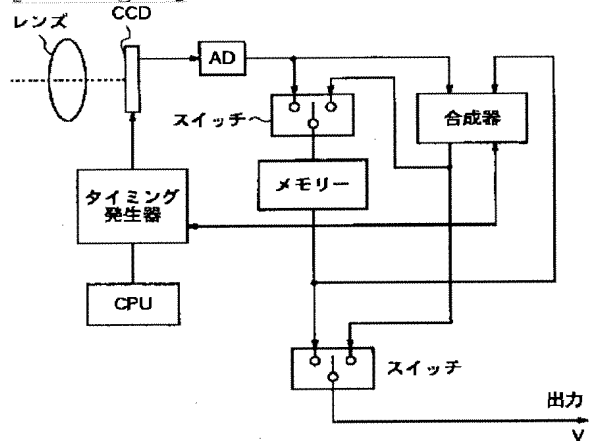 レンズ
CCD
AD
スイッチ
合成器
メモリー
タイミング
発生器
CPU
スイッチ
出力
V